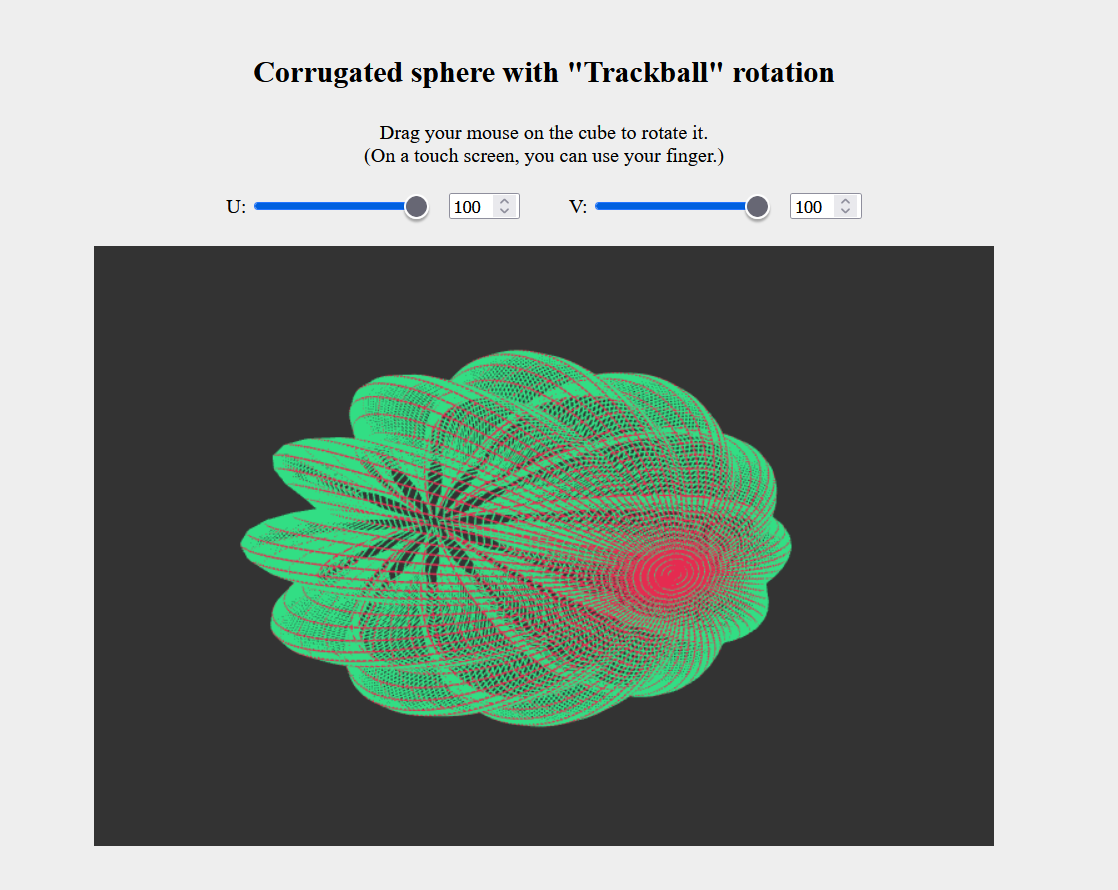 Corrugated sphere with "Trackball" rotation
Drag your mouse on the cube to rotate it.
(On a touch screen, you can use your finger.)
U: 100 V: 100